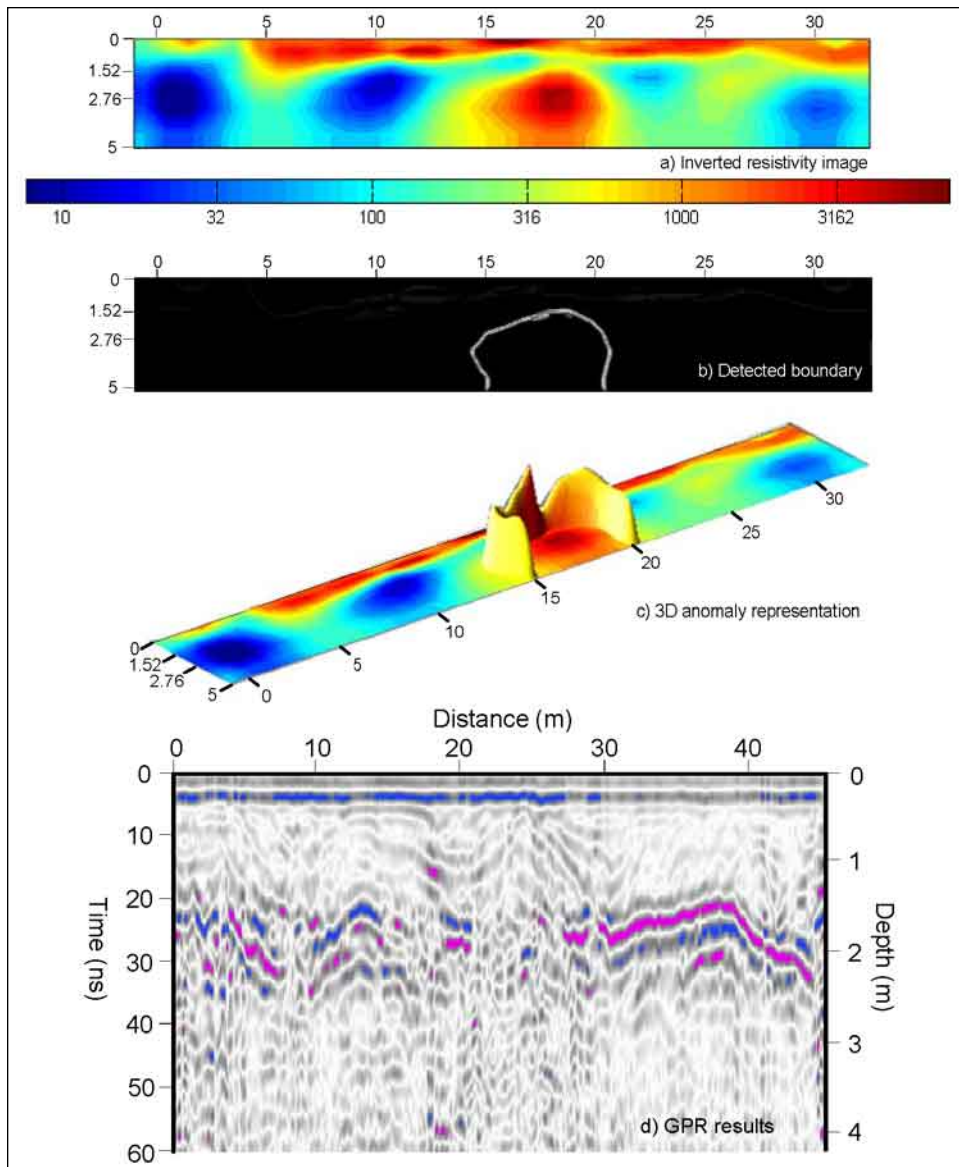 0 5 10 15 20 25 30
0
1.52
2.76
5
a) Inverted resistivity image
10 32 100 316 1000 3162
0 5 10 15 20 25 30
0
1.52
2.76
5
b) Detected boundary
30
25
20
15
10
5
0
0
1.52
2.76
5
c) 3D anomaly representation
Distance (m)
0 10 20 30 40
0
10
20
30
40
50
60
Time (ns)
0
1
2
3
4
Depth (m)
d) GPR results